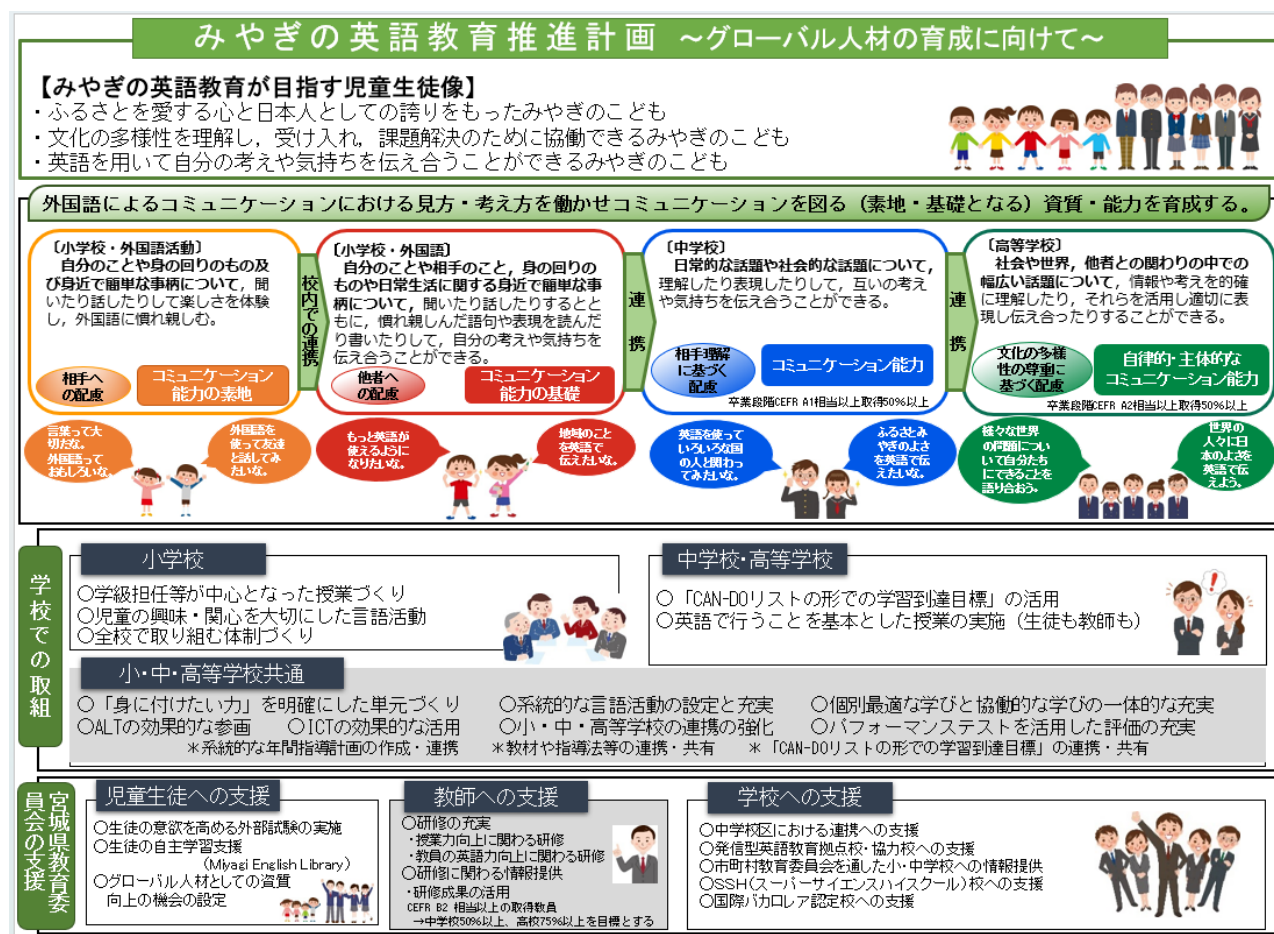 みやぎの英語教育推進計画 ～グローバル人材の育成に向けて～
【みやぎの英語教育が目指す児童生徒像】
・ふるさとを愛する心と日本人としての誇りをもったみやぎのこども
・文化の多様性を理解し，受け入れ，課題解決のために協働できるみやぎのこども
・英語を用いて自分の考えや気持ちを伝え合うことができるみやぎのこども
外国語によるコミュニケーションにおける見方・考え方を働かせコミュニケーションを図る（素地・基礎となる）資質・能力を育成する。
〔小学校・外国語活動〕
自分のことや身の回りのもの及
び身近で簡単な事柄について，聞
いたり話したりして楽しさを体験
し，外国語に慣れ親しむ。
相手へ
の配慮
コミュニケーション
能力の素地
言葉って大
切だな。
外国語って
おもしろいな。
外国語を
使って友達
と話してみ
たいな。
校内での連携
〔小学校・外国語〕
自分のことや相手のこと，身の回りの
ものや日常生活に関する身近で簡単な事
柄について，聞いたり話したりするとと
もに，慣れ親しんだ語句や表現を読んだ
り書いたりして，自分の考えや気持ちを
伝え合うことができる。
他者へ
の配慮
コミュニケーション
能力の基礎
もっと英語が
使えるように
なりたいな。
地域のこと
を英語で
伝えたいな。
連携
〔中学校〕
日常的な話題や社会的な話題について，
理解したり表現したりして，互いの考え
や気持ちを伝え合うことができる。
相手理解
に基づく
配慮
コミュニケーション能力
卒業段階CEFR A1相当以上取得50％以上
英語を使って
いろいろな国
の人と関わっ
てみたいな。
ふるさとみ
やぎのよさ
を英語で伝
えたいな。
連携
〔高等学校〕
社会や世界，他者との関わりの中での
幅広い話題について，情報や考えを的確
に理解したり，それらを活用し適切に表
現し伝え合ったりすることができる。
文化の多様
性の尊重に
基づく配慮
自律的・主体的な
コミュニケーション能力
卒業段階CEFR A2相当以上取得50％以上
様々な世界
の問題につ
いて自分たち
にできることを
語り合おう。
世界の
人々に日
本のよさを
英語で伝
えよう。
学校での取組
小学校
○学級担任等が中心となった授業づくり
○児童の興味・関心を大切にした言語活動
○全校で取り組む体制づくり
中学校・高等学校
○「CAN-DOリストの形での学習到達目標」の活用
○英語で行うことを基本とした授業の実施（生徒も教師も）
小・中・高等学校共通
○「身に付けたい力」を明確にした単元づくり ○系統的な言語活動の設定と充実 ○個別最適な学びと協働的な学びの一体的な充実
○ALTの効果的な参画 ○ICTの効果的な活用 ○小・中・高等学校の連携の強化 ○パフォーマンステストを活用した評価の充実
＊系統的な年間指導計画の作成・連携 ＊教材や指導法等の連携・共有 ＊「CAN-DOリストの形での学習到達目標」の連携・共有
宮城県教育委
員会の支援
児童生徒への支援
○生徒の意欲を高める外部試験の実施
○生徒の自主学習支援
（Miyagi English Library）
○グローバル人材としての資質
向上の機会の設定
教師への支援
○研修の充実
・授業力向上に関わる研修
・教員の英語力向上に関わる研修
○研修に関わる情報提供
・研修成果の活用
CEFR B2 相当以上の取得教員
→中学校50％以上、高校75％以上を目標とする
学校への支援
○中学校区における連携への支援
○発信型英語教育拠点校・協力校への支援
○市町村教育委員会を通した小・中学校への情報提供
○SSH（スーパーサイエンスハイスクール）校への支援
○国際バカロレア認定校への支援